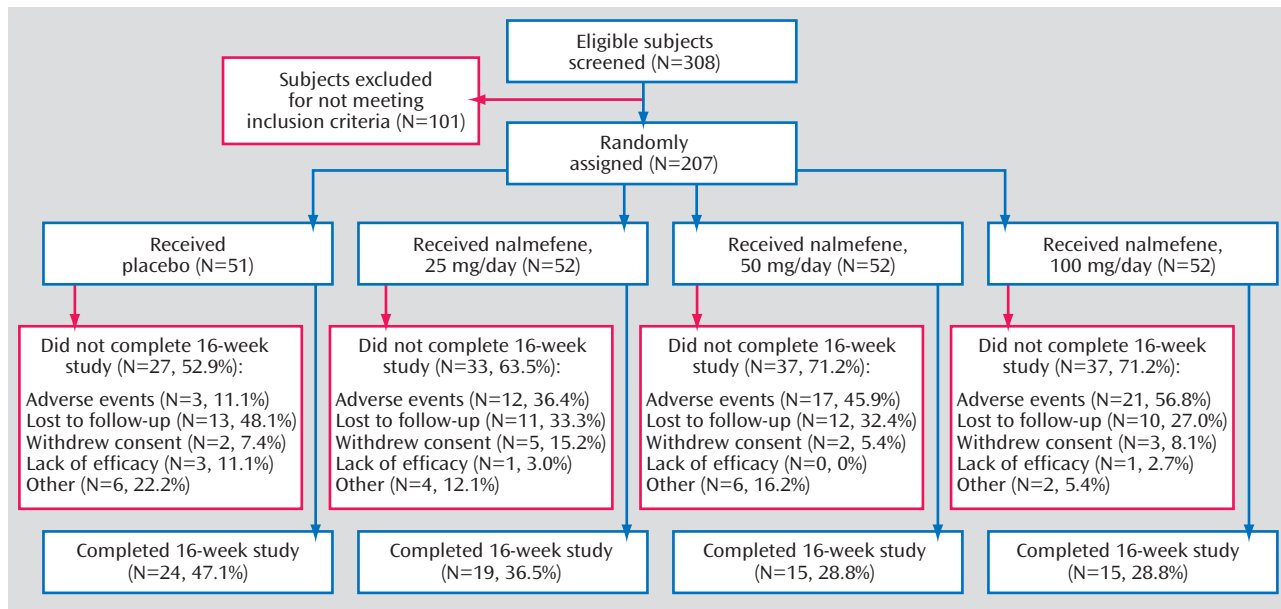 Eligible subjects
screened (N=308)
Subjects excluded
for not meeting
inclusion criteria (N=101)
Randomly
assigned (N=207)
Received
placebo (N=51)
Received nalmefene,
25 mg/day (N=52)
Received nalmefene,
50 mg/day (N=52)
Received nalmefene,
100 mg/day (N=52)
Did not complete 16-week
study (N=27, 52.9%):
Adverse events (N=3, 11.1%)
Lost to follow-up (N=13, 48.1%)
Withdrew consent (N=2, 7.4%)
Lack of efficacy (N=3, 11.1%)
Other (N=6, 22.2%)
Did not complete 16-week
study (N=33, 63.5%):
Adverse events (N=12, 36.4%)
Lost to follow-up (N=11, 33.3%)
Withdrew consent (N=5, 15.2%)
Lack of efficacy (N=1, 3.0%)
Other (N=4, 12.1%)
Did not complete 16-week
study (N=37, 71.2%):
Adverse events (N=17, 45.9%)
Lost to follow-up (N=12, 32.4%)
Withdrew consent (N=2, 5.4%)
Lack of efficacy (N=0, 0%)
Other (N=6, 16.2%)
Did not complete 16-week
study (N=37, 71.2%):
Adverse events (N=21, 56.8%)
Lost to follow-up (N=10, 27.0%)
Withdrew consent (N=3, 8.1%)
Lack of efficacy (N=1, 2.7%)
Other (N=2, 5.4%)
Completed 16-week study
(N=24, 47.1%)
Completed 16-week study
(N=19, 36.5%)
Completed 16-week study
(N=15, 28.8%)
Completed 16-week study
(N=15, 28.8%)